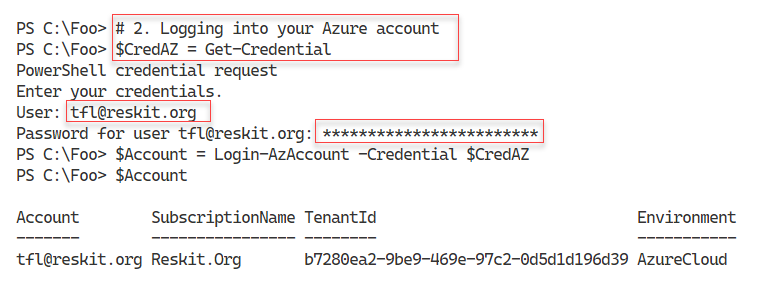 PS C:\Foo> # 2. Logging into your Azure account
PS C:\Foo> $CredAZ = Get-Credential
PowerShell credential request
Enter your credentials.
User: tfl@reskit.org
Password for user tfl@reskit.org: ************************
PS C:\Foo> $Account = Login-AzAccount -Credential $CredAZ
PS C:\Foo> $Account
Account SubscriptionName TenantId Environment
------- ---------------- -------- -----------
tfl@reskit.org Reskit.Org b7280ea2-9be9-469e-97c2-0d5d1d196d39 AzureCloud